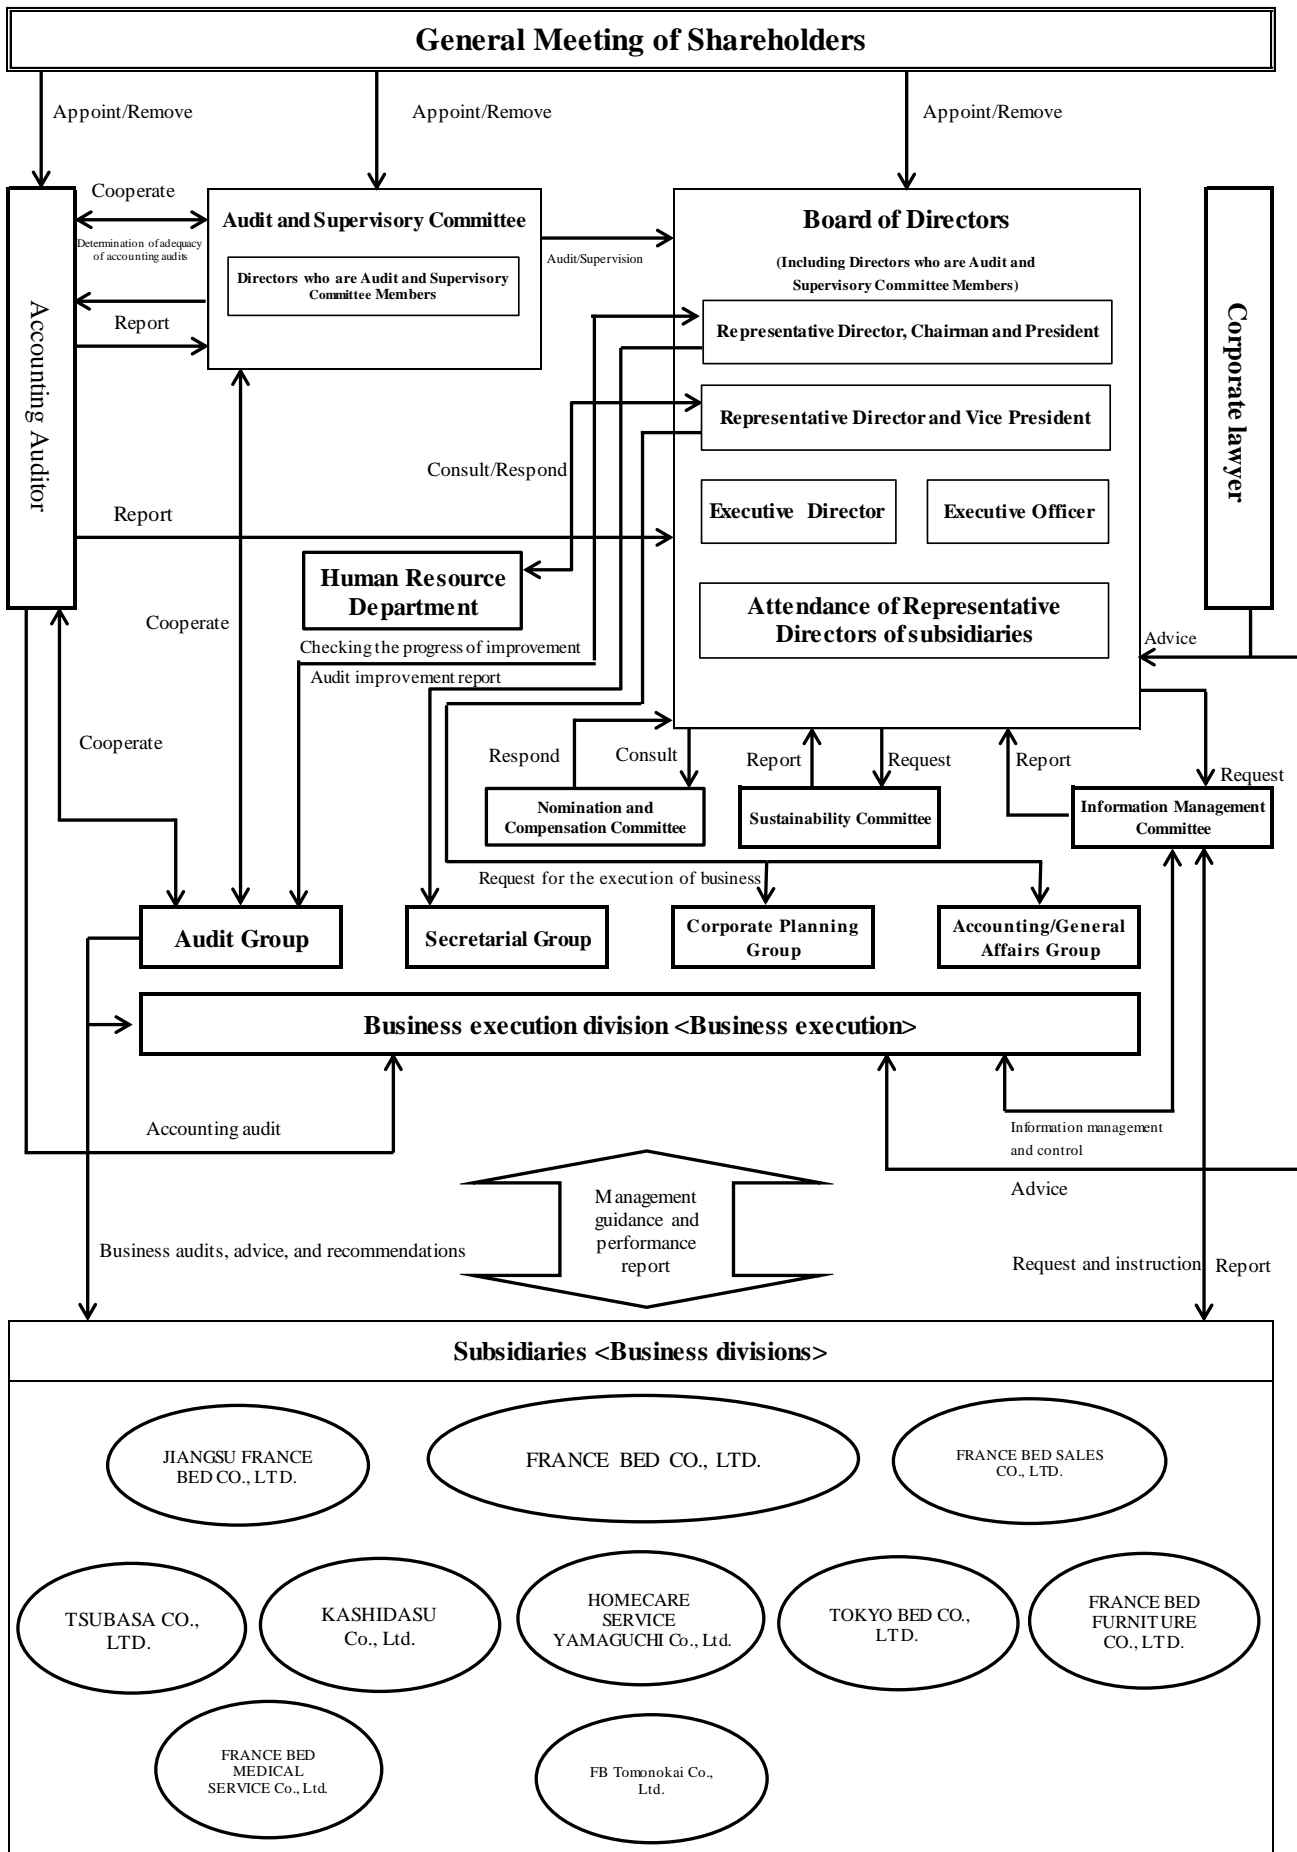 General Meeting of Shareholders
Appoint/Remove
Appoint/Remove
Appoint/Remove
Cooperate
Determination of adequacy
of accounting audits
Report
Accounting Auditor
Audit and Supervisory Committee
Directors who are Audit and Supervisory
Committee Members
Audit/Supervision
Board of Directors
(Including Directors who are Audit and
Supervisory Committee Members)
Representative Director, Chairman and President
Representative Director and Vice President
Executive Director
Executive Officer
Attendance of Representative
Directors of subsidiaries
Corporate lawyer
Consult/Respond
Report
Human Resource
Department
Cooperate
Checking the progress of improvement
Audit improvement report
Advice
Cooperate
Respond
Consult
Report
Request
Report
Request
Nomination and
Compensation Committee
Sustainability Committee
Information Management
Committee
Request for the execution of business
Audit Group
Secretarial Group
Corporate Planning
Group
Accounting/General
Affairs Group
Business execution division <Business execution>
Accounting audit
Information management
and control
Advice
Management
guidance and
performance
report
Business audits, advice, and recommendations
Request and instruction
Report
Subsidiaries <Business divisions>
JIANGSU FRANCE
BED CO., LTD.
FRANCE BED CO., LTD.
FRANCE BED SALES
CO., LTD.
TSUBASA CO.,
LTD.
KASHIDASU
Co., Ltd.
HOMECARE
SERVICE
YAMAGUCHI Co., Ltd.
TOKYO BED CO.,
LTD.
FRANCE BED
FURNITURE
CO., LTD.
FRANCE BED
MEDICAL
SERVICE Co., Ltd.
FB Tomonokai Co.,
Ltd.